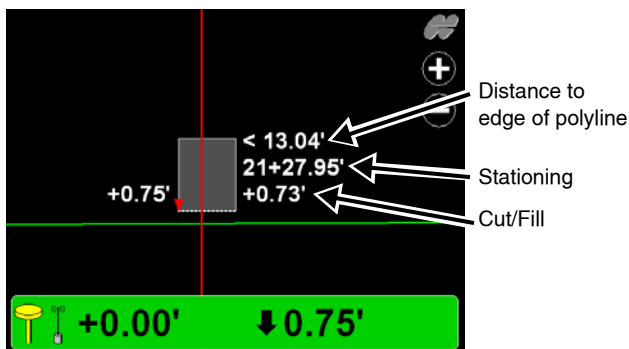 < 13.04'
21+27.95'
+0.75' +0.73'
Distance to
edge of polyline
Stationing
Cut/Fill
+0.00' 0.75'